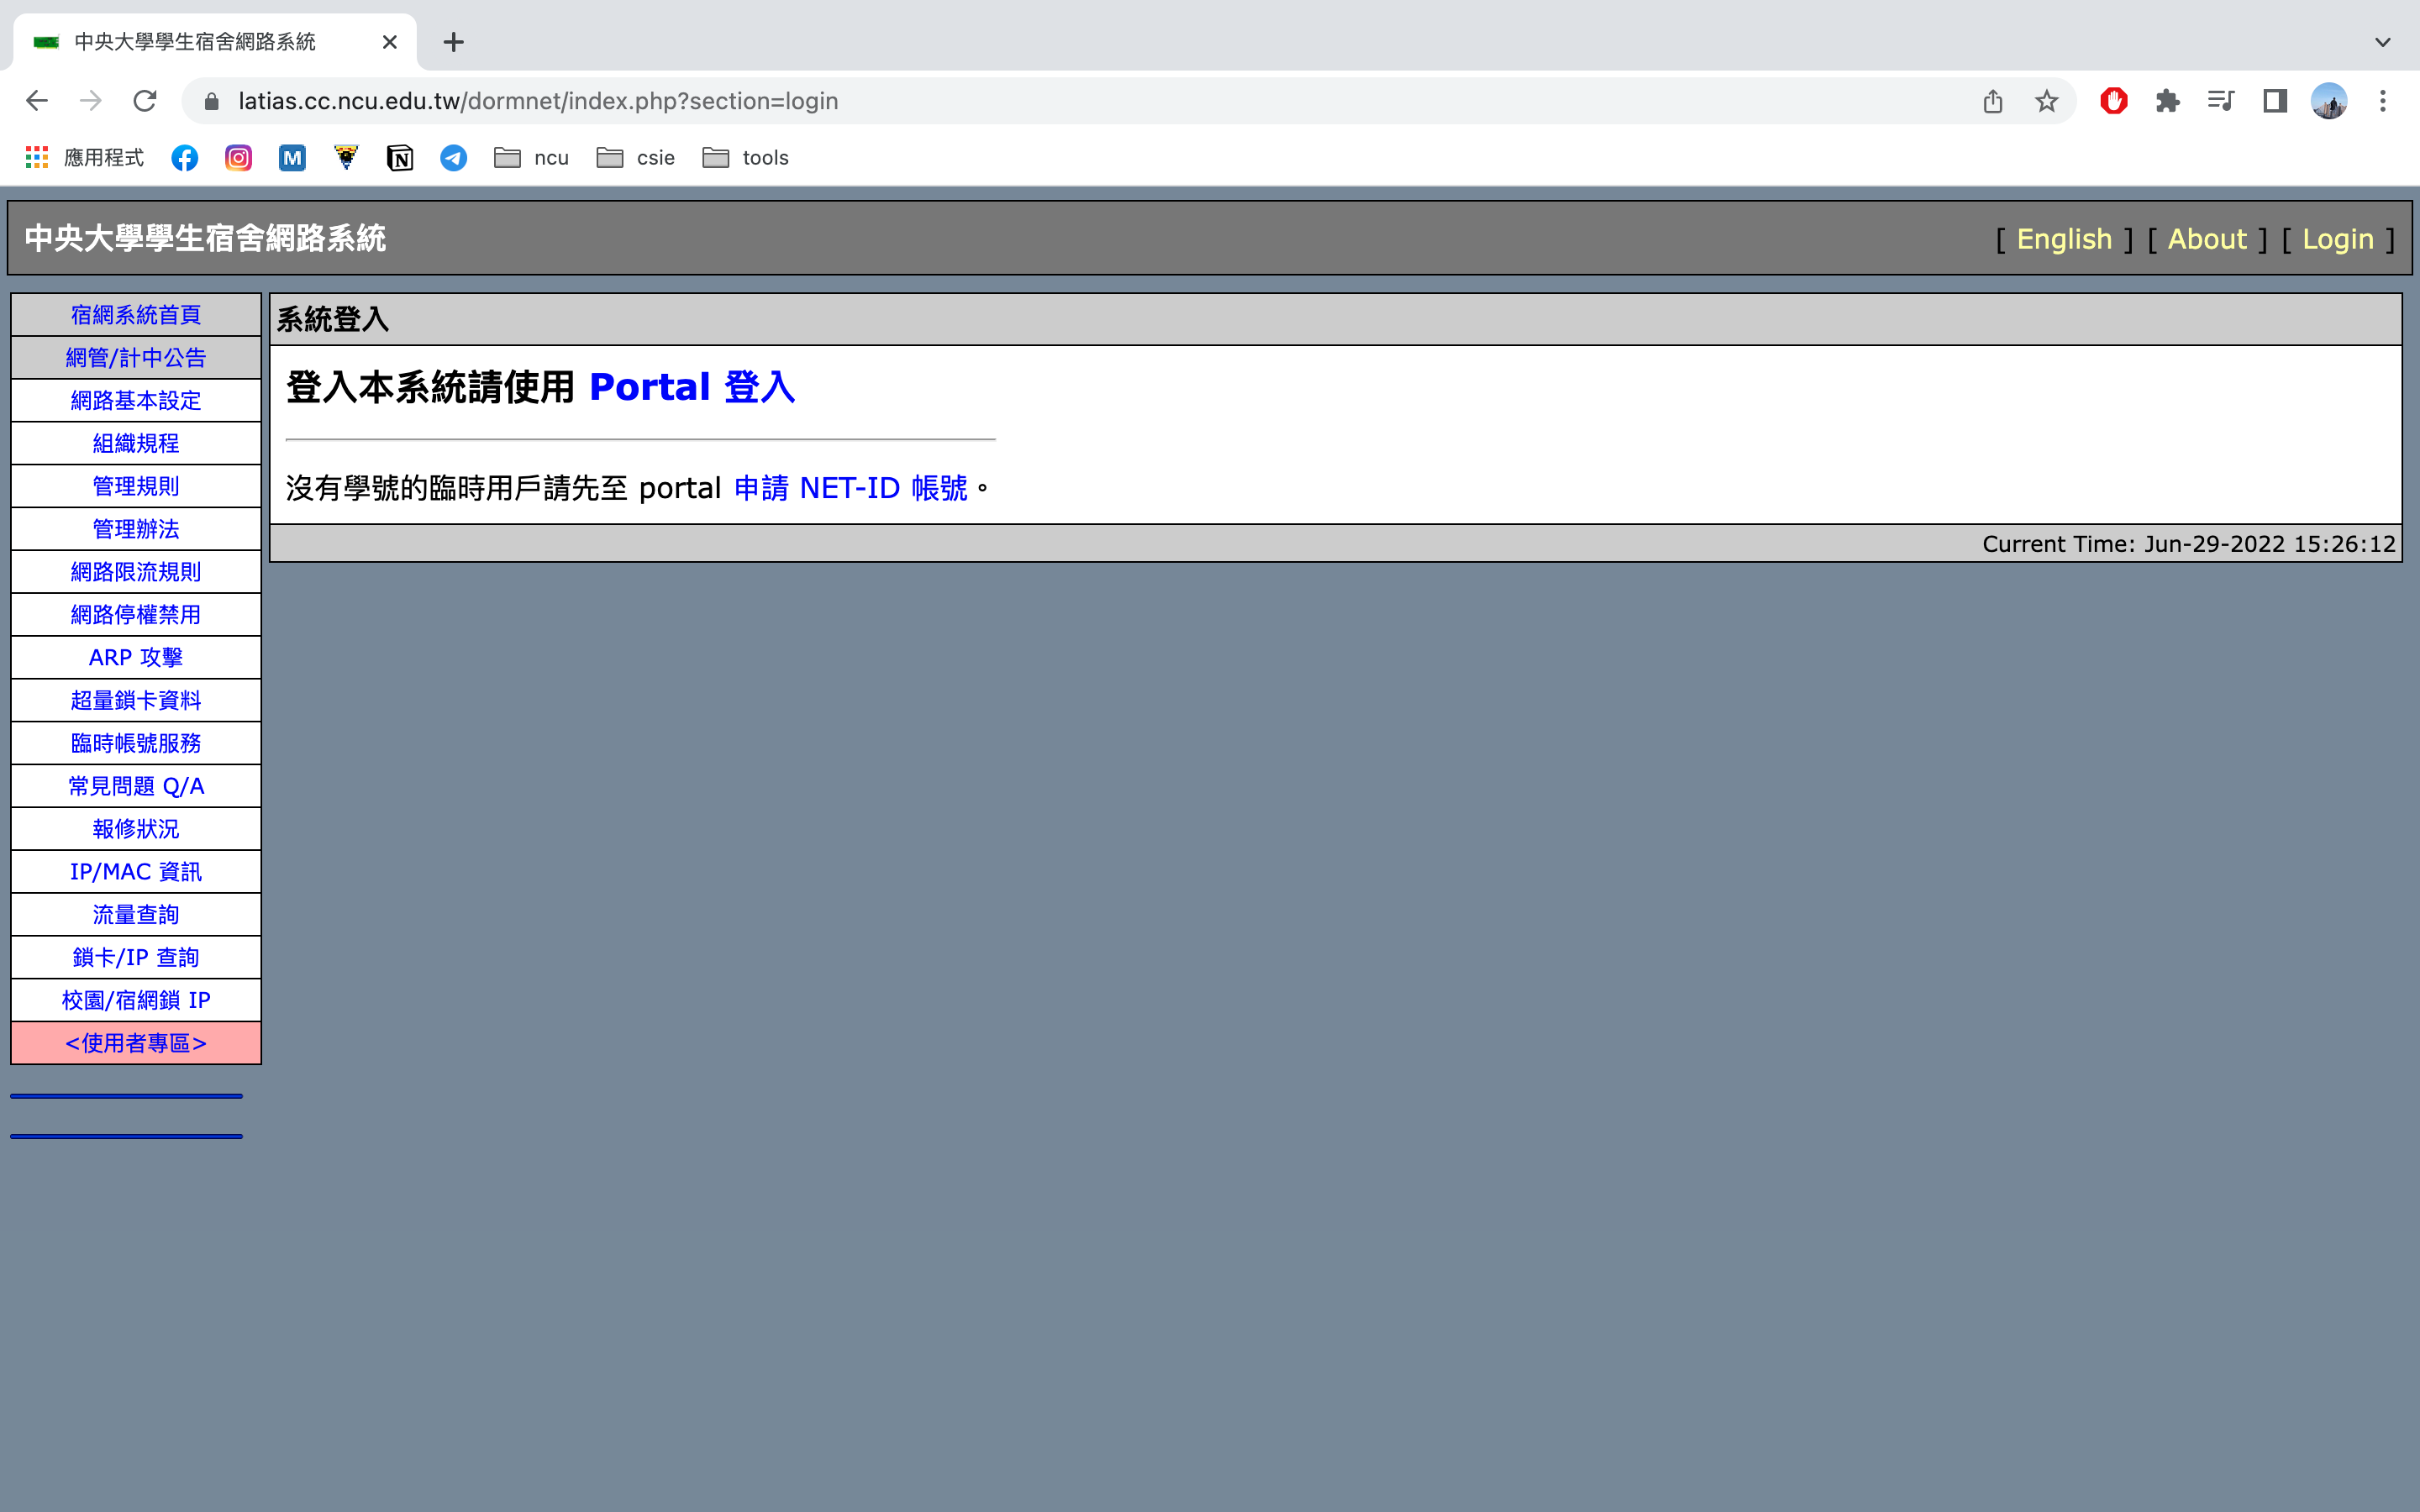 中央大學學生宿舍網路系統
latias.cc.ncu.edu.tw/dormnet/index.php?section=login
應用程式 M N ncu csie tools
中央大學學生宿舍網路系統
[ English ] [ About ] [ Login ]
宿網系統首頁
網管/計中公告
網路基本設定
組織規程
管理規則
管理辦法
網路限流規則
網路停權禁用
ARP 攻擊
超量鎖卡資料
臨時帳號服務
常見問題 Q/A
報修狀況
IP/MAC 資訊
流量查詢
鎖卡/IP 查詢
校園/宿網鎖 IP
<使用者專區>
系統登入
登入本系統請使用 Portal 登入
沒有學號的臨時用戶請先至 portal 申請 NET-ID 帳號。
Current Time: Jun-29-2022 15:26:12